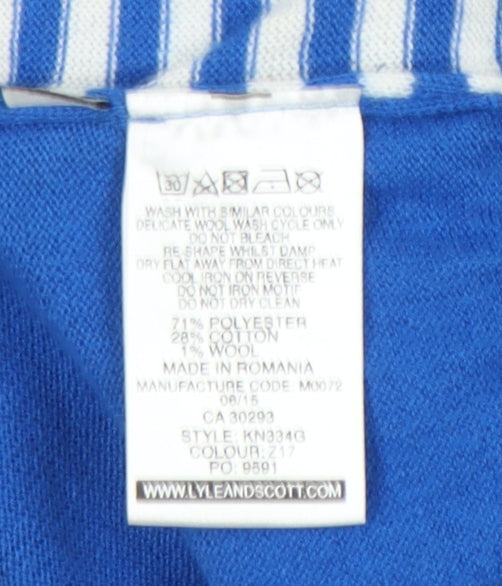 30
WASH WITH SIMILAR COLOURS
DELICATE WOOL WASH CYCLE ONLY
DO NOT BLEACH
RE-SHAPE WHILST DAMP
DRY FLAT AWAY FROM DIRECT HEAT
COOL IRON ON REVERSE
DO NOT IRON MOTIF
DO NOT DRY CLEAN
71% POLYESTER
28% COTTON
1% WOOL
MADE IN ROMANIA
MANUFACTURE CODE: M0072
06/15
CA 30293
STYLE: KN334G
COLOUR: Z17
PO: 9591
WWW.LYLEANDSCOTT.COM